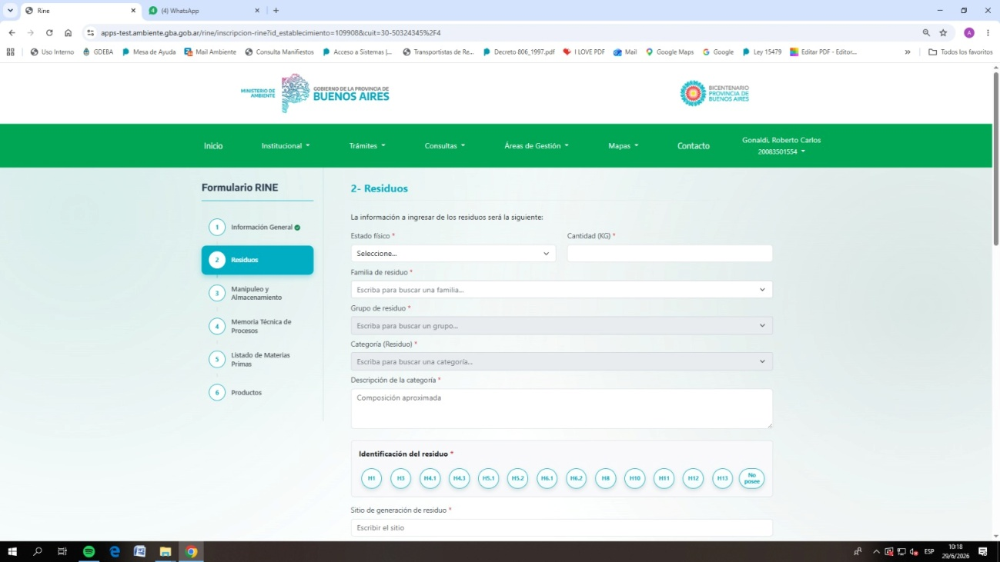 Rine
(4) WhatsApp
apps-test.ambiente.gba.gob.ar/rine/inscripcion-rine?id_establecimiento=109908&cuit=30-50324345%2F4
A
Uso Interno
GDEBA
Mesa de Ayuda
Mail Ambiente
Consulta Manifiestos
Acceso a Sistemas |...
Transportistas de Re...
Decreto 806_1997.pdf
I LOVE PDF
Mail
Google Maps
Google
Ley 15479
Editar PDF - Editor...
»
Todos los favoritos
MINISTERIO DE
AMBIENTE
GOBIERNO DE LA PROVINCIA DE
BUENOS AIRES
BICENTENARIO
PROVINCIA DE
BUENOS AIRES
Inicio
Institucional
Trámites
Consultas
Áreas de Gestión
Mapas
Contacto
Gonaldi, Roberto Carlos
20083501554
Formulario RINE
1 Información General
2 Residuos
3 Manipuleo y
Almacenamiento
4 Memoria Técnica de
Procesos
5 Listado de Materias
Primas
6 Productos
2- Residuos
La información a ingresar de los residuos será la siguiente:
Estado físico *
Cantidad (KG) *
Seleccione...
Familia de residuo *
Escriba para buscar una familia...
Grupo de residuo *
Escriba para buscar un grupo...
Categoría (Residuo) *
Escriba para buscar una categoría...
Descripción de la categoría *
Composición aproximada
Identificación del residuo *
H1 H3 H4.1 H4.3 H5.1 H5.2 H6.1 H6.2 H8 H10 H11 H12 H13 No
posee
Sitio de generación de residuo *
Escribir el sitio
ESP
10:18
29/6/2026